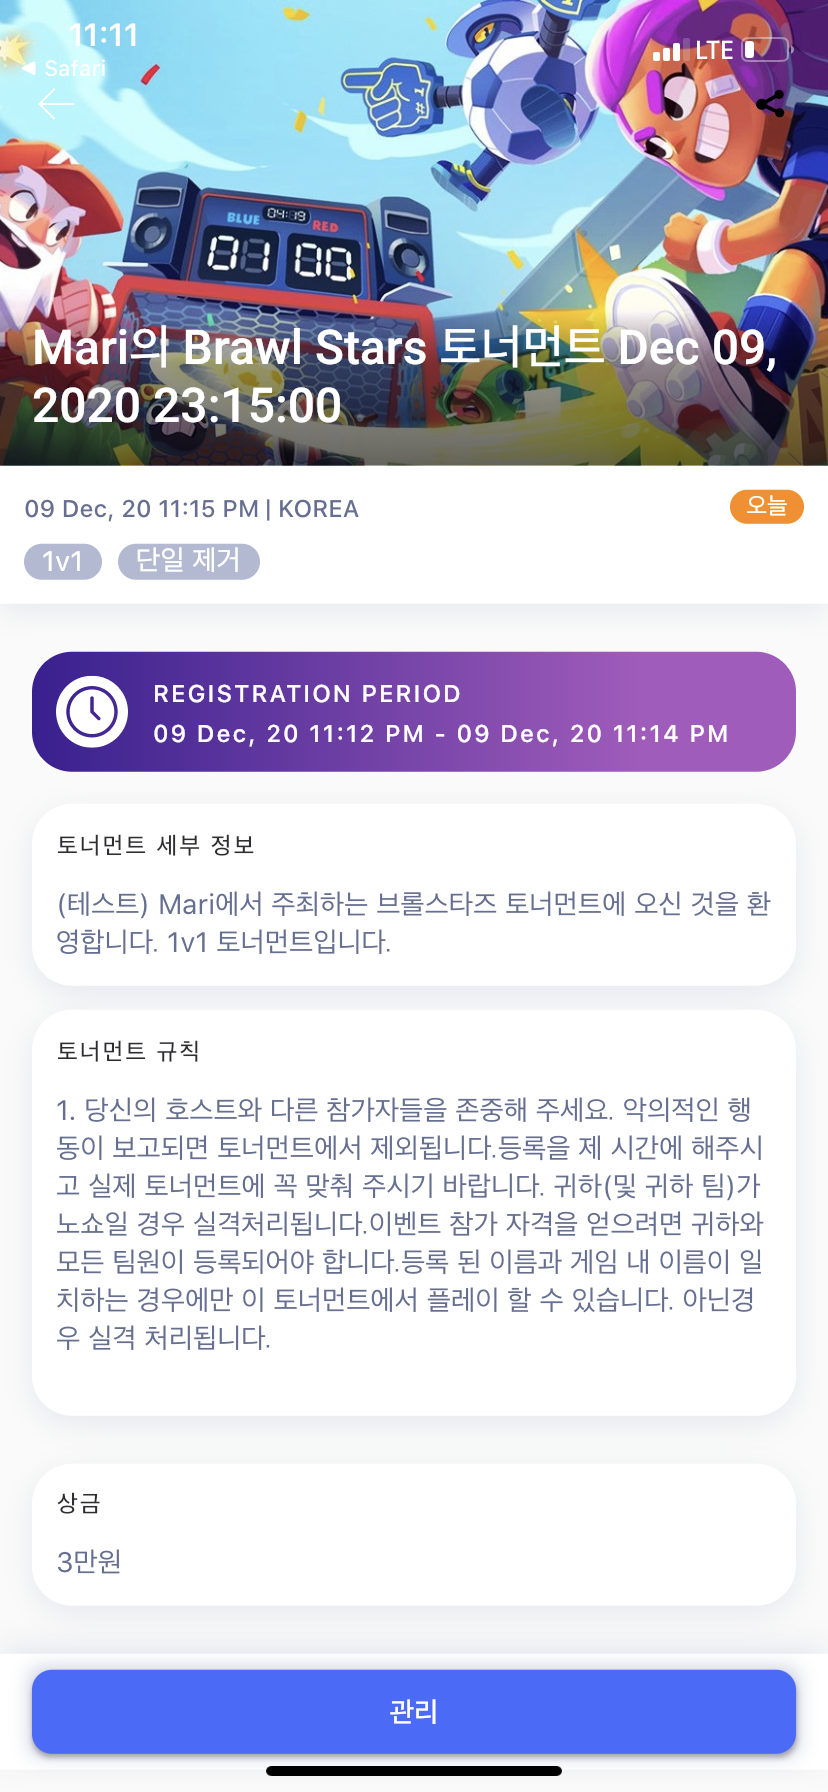 11:11
LTE
Safari
I#
1
BLUE 04:19 RED
01 00
Mari의 Brawl Stars 토너먼트 Dec 09,
2020 23:15:00
09 Dec, 20 11:15 PM | KOREA
오늘
1v1 단일 제거
REGISTRATION PERIOD
09 Dec, 20 11:12 PM - 09 Dec, 20 11:14 PM
토너먼트 세부 정보
(테스트) Mari에서 주최하는 브롤스타즈 토너먼트에 오신 것을 환
영합니다. 1v1 토너먼트입니다.
토너먼트 규칙
1. 당신의 호스트와 다른 참가자들을 존중해 주세요. 악의적인 행
동이 보고되면 토너먼트에서 제외됩니다.등록을 제 시간에 해주시
고 실제 토너먼트에 꼭 맞춰 주시기 바랍니다. 귀하(및 귀하 팀)가
노쇼일 경우 실격처리됩니다.이벤트 참가 자격을 얻으려면 귀하와
모든 팀원이 등록되어야 합니다.등록 된 이름과 게임 내 이름이 일
치하는 경우에만 이 토너먼트에서 플레이 할 수 있습니다. 아닌경
우 실격 처리됩니다.
상금
3만원
관리